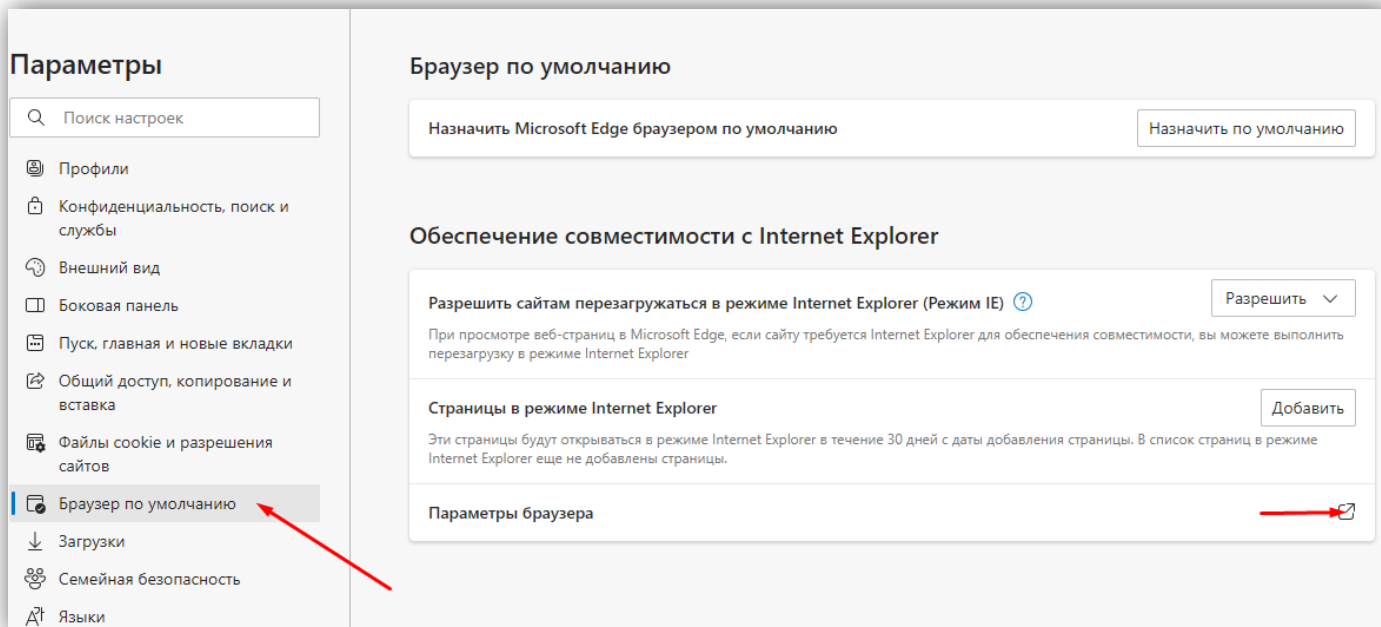 Параметры
Поиск настроек
Профили
Конфиденциальность, поиск и
службы
Внешний вид
Боковая панель
Пуск, главная и новые вкладки
Общий доступ, копирование и
вставка
Файлы cookie и разрешения
сайтов
Браузер по умолчанию
Загрузки
Семейная безопасность
Языки
Браузер по умолчанию
Назначить Microsoft Edge браузером по умолчанию
Назначить по умолчанию
Обеспечение совместимости с Internet Explorer
Разрешить сайтам перезагружаться в режиме Internet Explorer (Режим IE)
Разрешить
При просмотре веб-страниц в Microsoft Edge, если сайту требуется Internet Explorer для обеспечения совместимости, вы можете выполнить
перезагрузку в режиме Internet Explorer
Страницы в режиме Internet Explorer
Добавить
Эти страницы будут открываться в режиме Internet Explorer в течение 30 дней с даты добавления страницы. В список страниц в режиме
Internet Explorer еще не добавлены страницы.
Параметры браузера